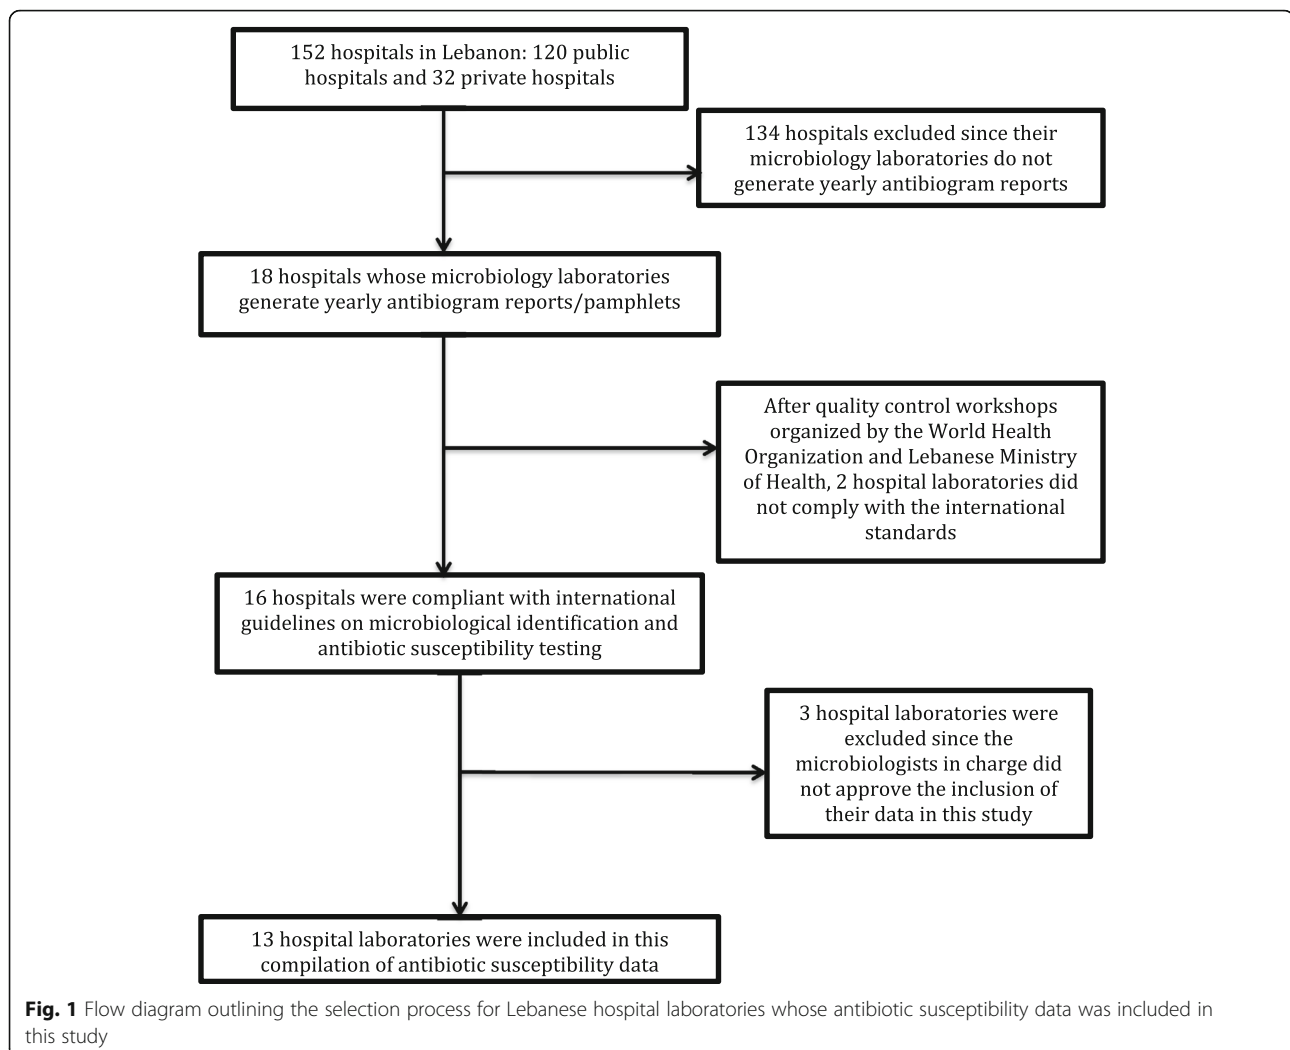 152 hospitals in Lebanon: 120 public
hospitals and 32 private hospitals
134 hospitals excluded since their
microbiology laboratories do not
generate yearly antibiogram reports
18 hospitals whose microbiology laboratories
generate yearly antibiogram reports/pamphlets
After quality control workshops
organized by the World Health
Organization and Lebanese Ministry
of Health, 2 hospital laboratories did
not comply with the international
standards
16 hospitals were compliant with international
guidelines on microbiological identification and
antibiotic susceptibility testing
3 hospital laboratories were
excluded since the
microbiologists in charge did
not approve the inclusion of
their data in this study
13 hospital laboratories were included in this
compilation of antibiotic susceptibility data
Fig. 1 Flow diagram outlining the selection process for Lebanese hospital laboratories whose antibiotic susceptibility data was included in
this study